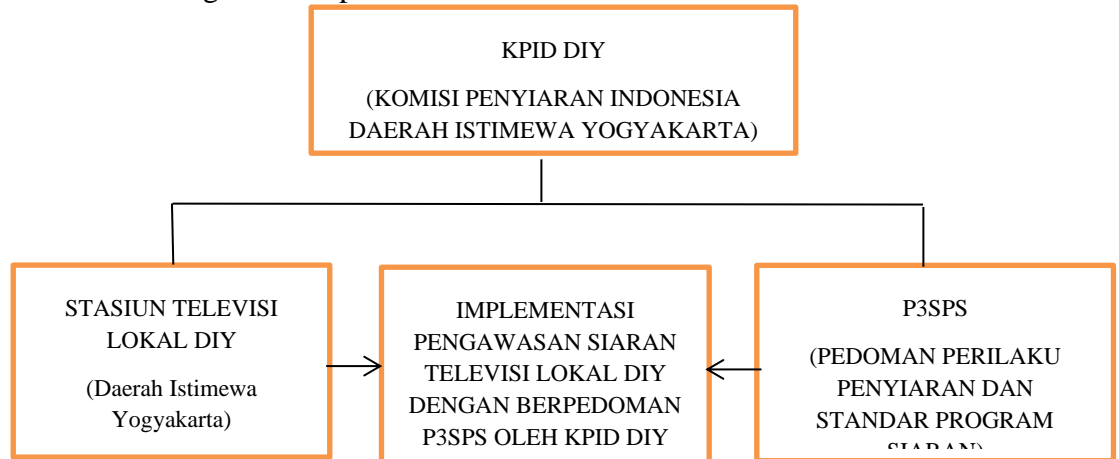 KPID DIY
(KOMISI PENYIARAN INDONESIA
DAERAH ISTIMEWA YOGYAKARTA)
STASIUN TELEVISI
LOKAL DIY
(Daerah Istimewa
Yogyakarta)
IMPLEMENTASI
PENGAWASAN SIARAN
TELEVISI LOKAL DIY
DENGAN BERPEDOMAN
P3SPS OLEH KPID DIY
P3SPS
(PEDOMAN PERILAKU
PENYIARAN DAN
STANDAR PROGRAM
SIARAN)